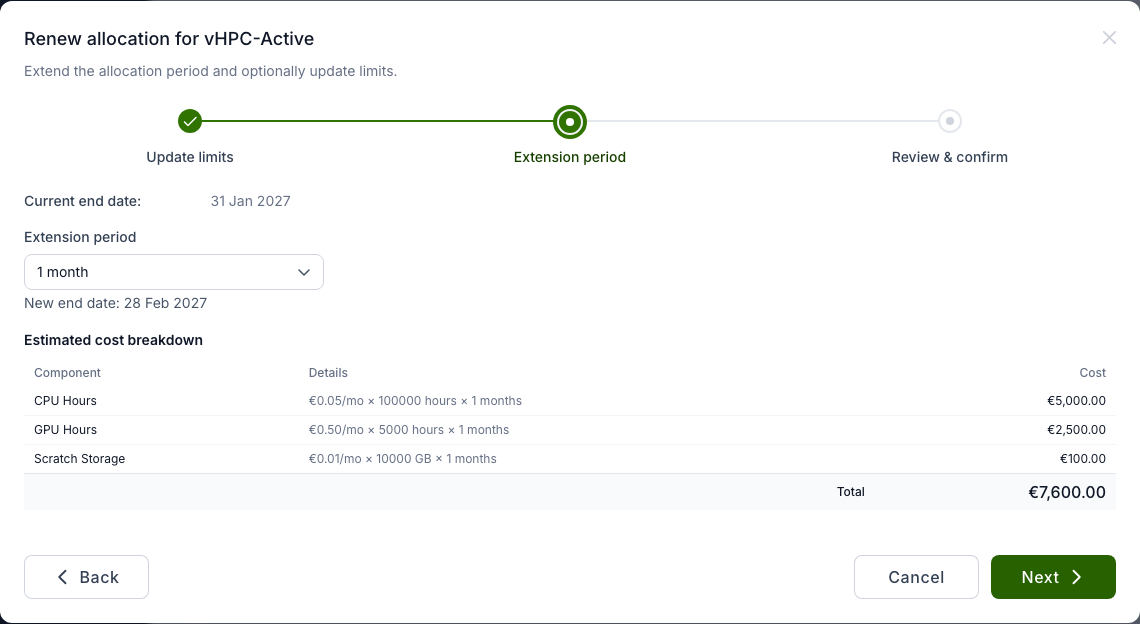 Renew allocation for vHPC-Active
Extend the allocation period and optionally update limits.
Update limits Extension period Review & confirm
Current end date: 31 Jan 2027
Extension period
1 month
New end date: 28 Feb 2027
Estimated cost breakdown
Component Details Cost
CPU Hours €0.05/mo × 100000 hours × 1 months €5,000.00
GPU Hours €0.50/mo × 5000 hours × 1 months €2,500.00
Scratch Storage €0.01/mo × 10000 GB × 1 months €100.00
Total €7,600.00
Back Cancel Next